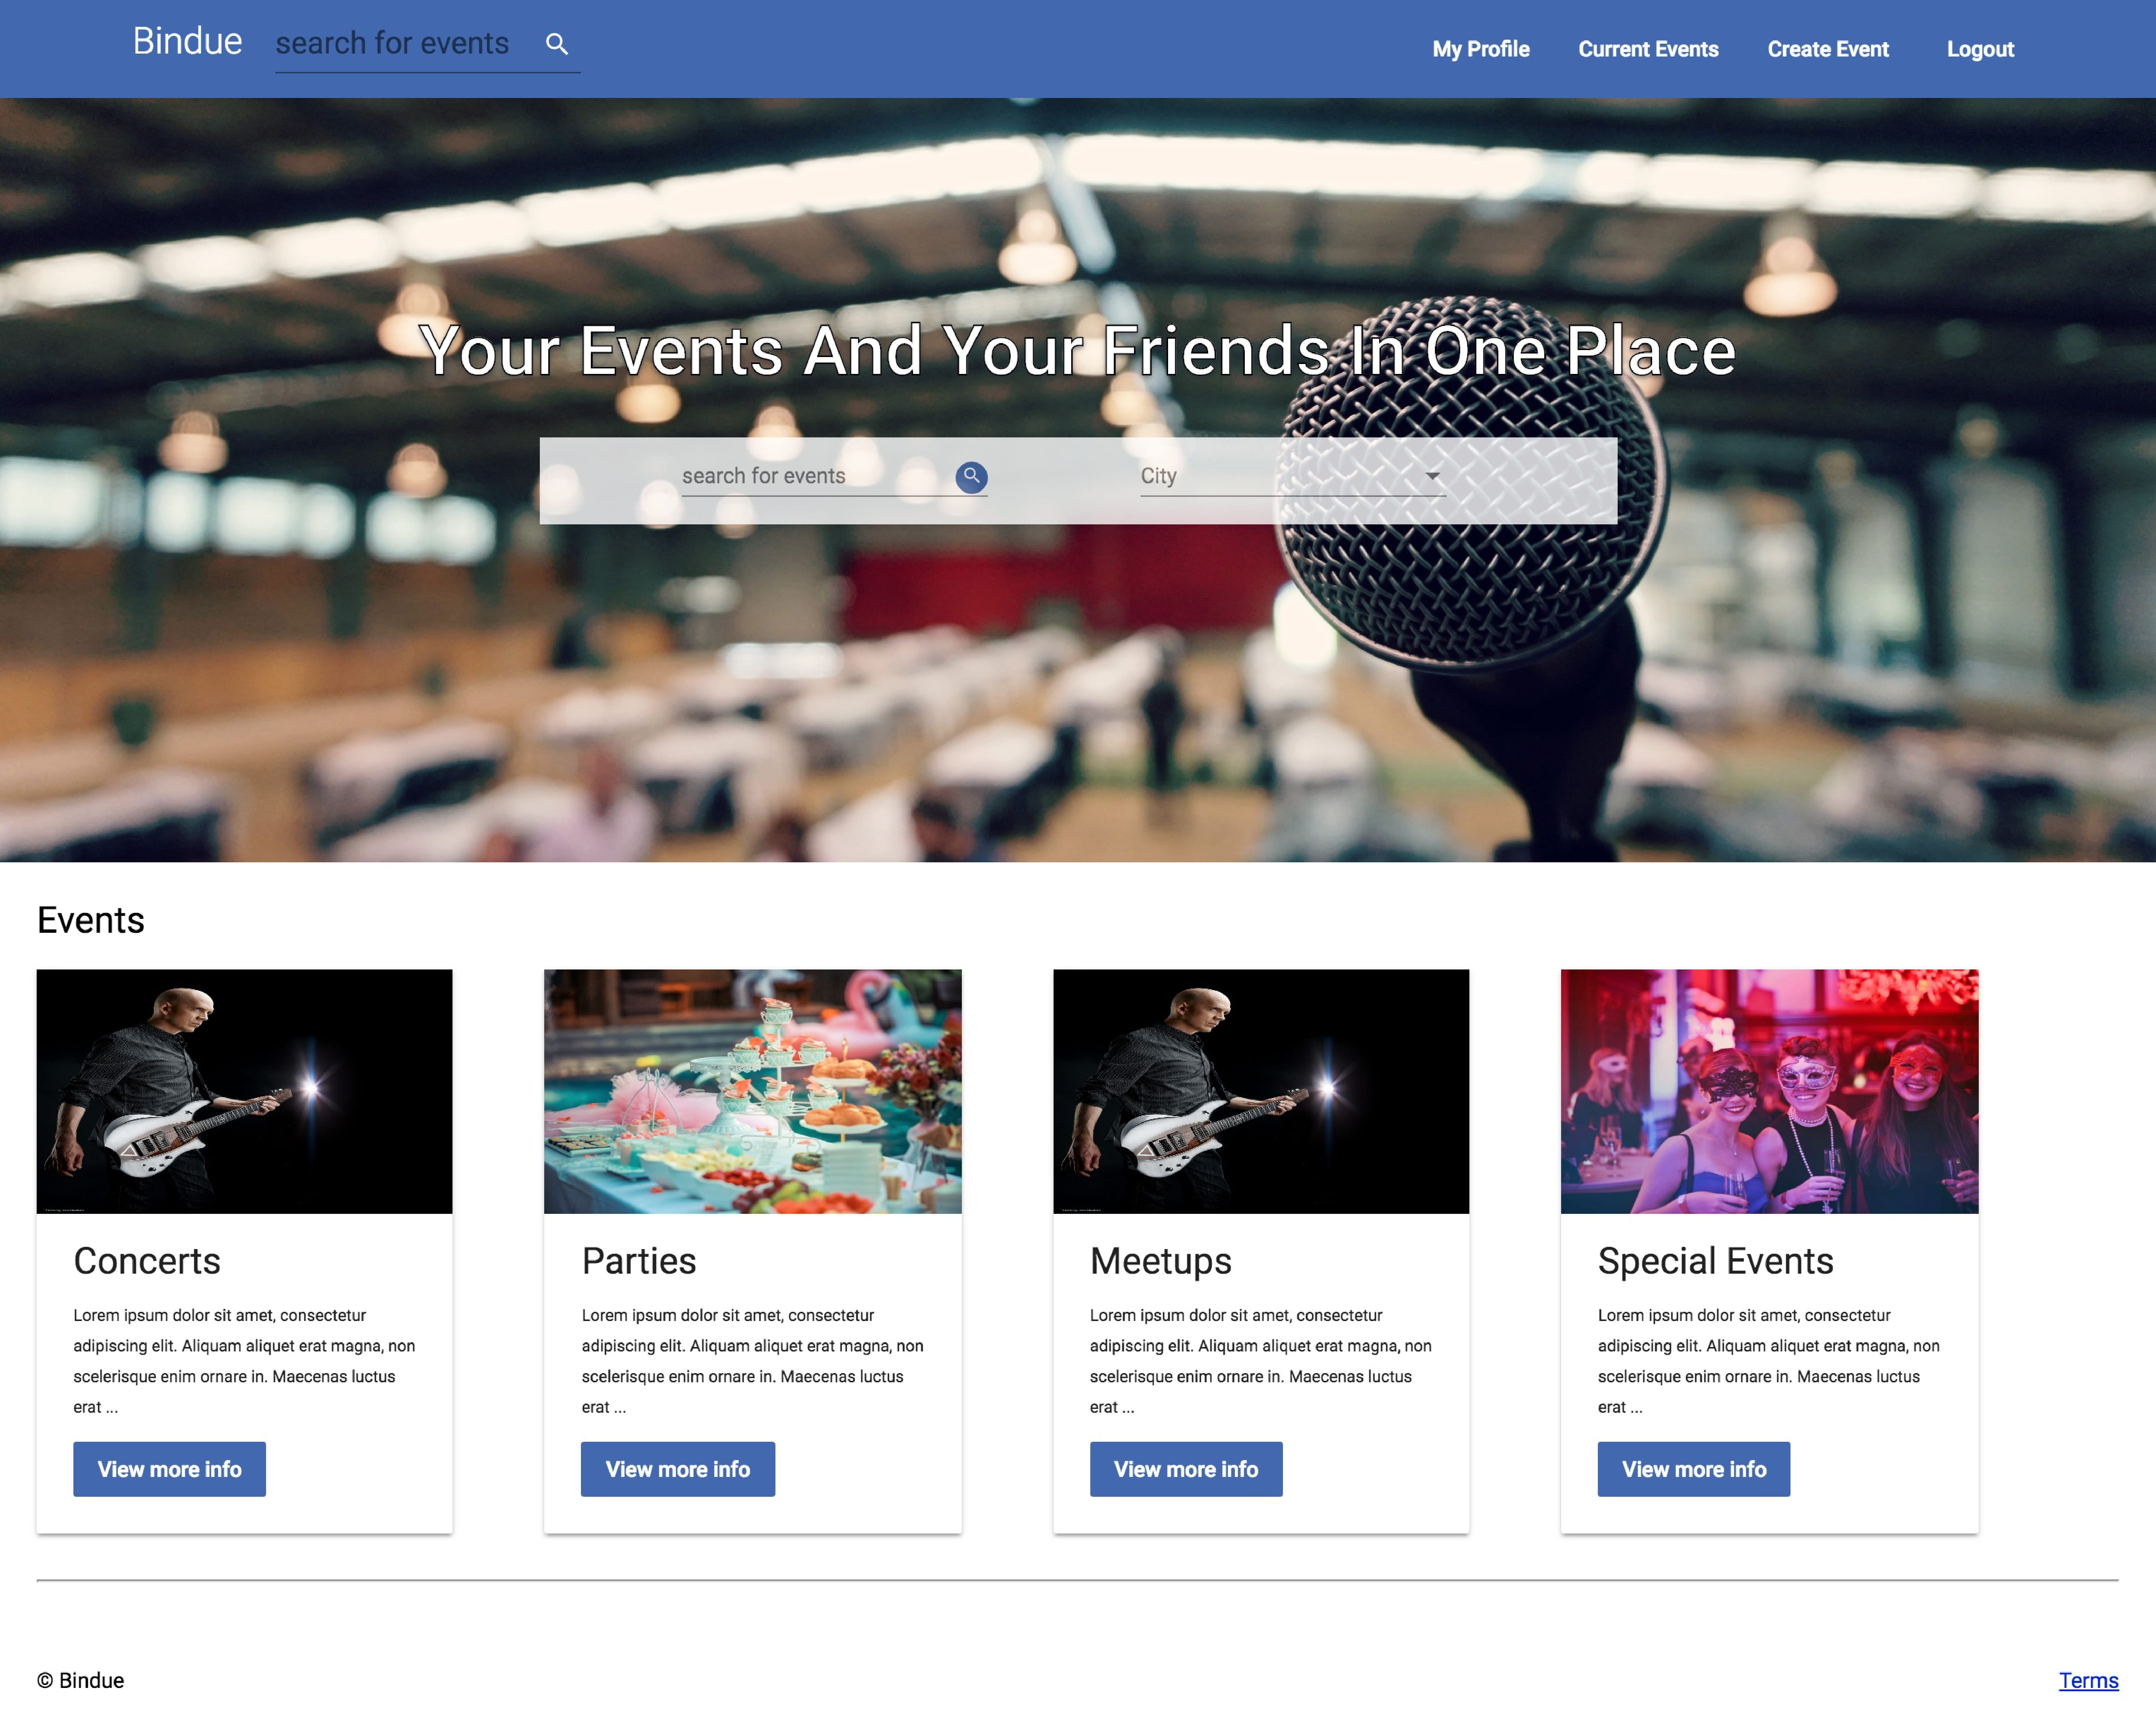 Bindue search for events My Profile Current Events Create Event Logout
Your Events And Your Friends In One Place
search for events City
Events
Concerts
Lorem ipsum dolor sit amet, consectetur
adipiscing elit. Aliquam aliquet erat magna, non
scelerisque enim ornare in. Maecenas luctus
erat ...
View more info
Parties
Lorem ipsum dolor sit amet, consectetur
adipiscing elit. Aliquam aliquet erat magna, non
scelerisque enim ornare in. Maecenas luctus
erat ...
View more info
Meetups
Lorem ipsum dolor sit amet, consectetur
adipiscing elit. Aliquam aliquet erat magna, non
scelerisque enim ornare in. Maecenas luctus
erat ...
View more info
Special Events
Lorem ipsum dolor sit amet, consectetur
adipiscing elit. Aliquam aliquet erat magna, non
scelerisque enim ornare in. Maecenas luctus
erat ...
View more info
© Bindue Terms